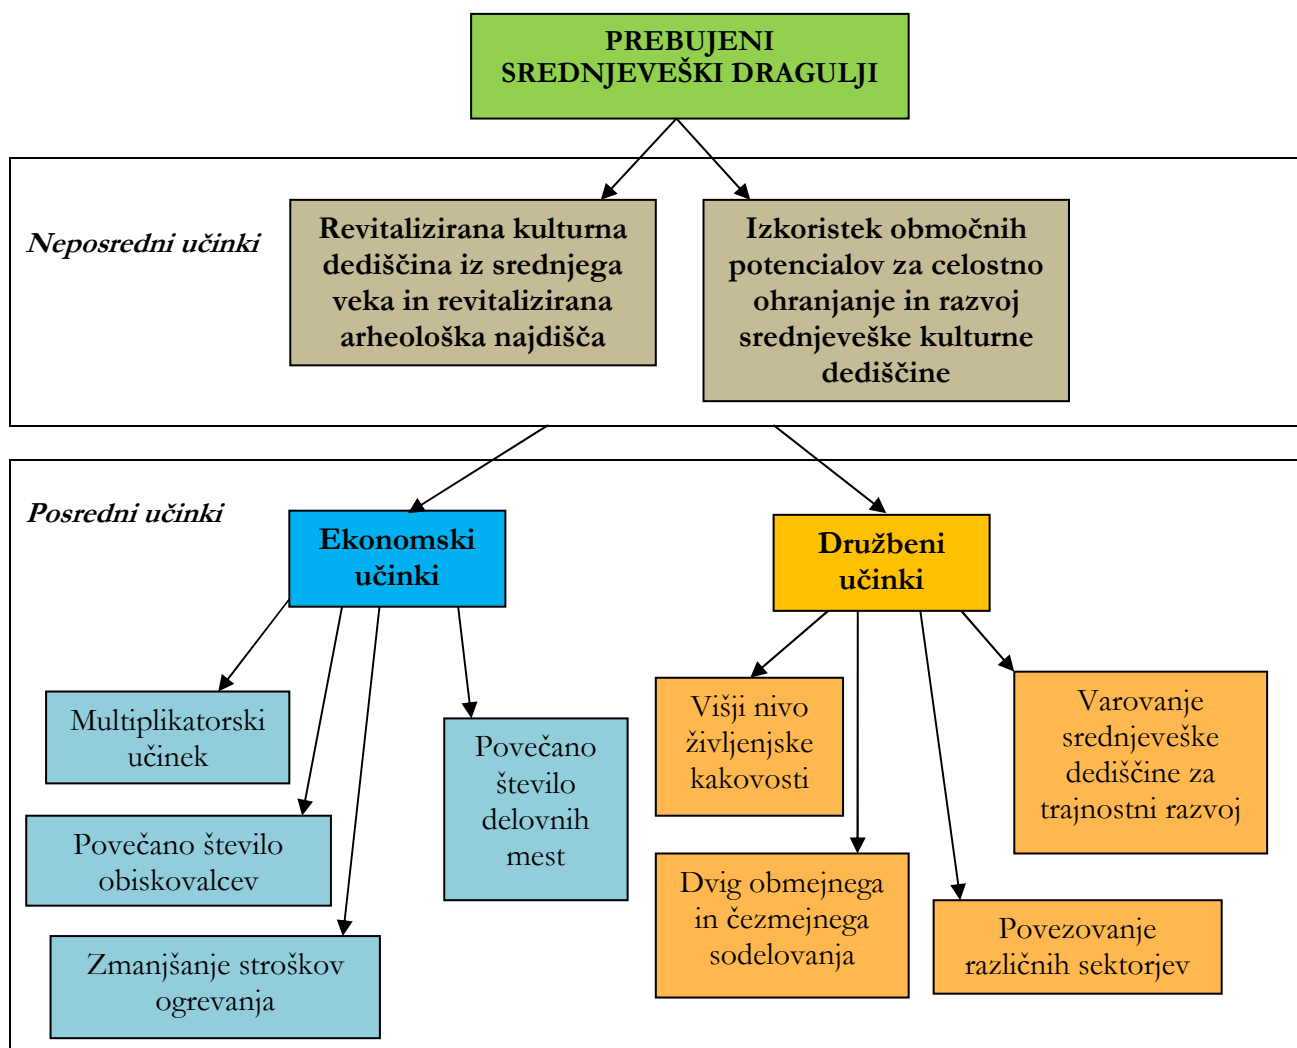 PREBUJENI
SREDNJEVEŠKI DRAGULJI
Neposredni učinki
Revitalizirana kulturna
dediščina iz srednjega
veka in revitalizirana
arheološka najdišča
Izkoristek območnih
potencialov za celostno
ohranjanje in razvoj
srednjeveške kulturne
dediščine
Posredni učinki
Ekonomski
učinki
Družbeni
učinki
Multiplikatorski
učinek
Povečano število
obiskovalcev
Zmanjšanje stroškov
ogrevanja
Povečano
število
delovnih
mest
Višji nivo
življenjske
kakovosti
Dvig obmejnega
in čezmejnega
sodelovanja
Povezovanje
različnih sektorjev
Varovanje
srednjeveške
dediščine za
trajnostni razvoj